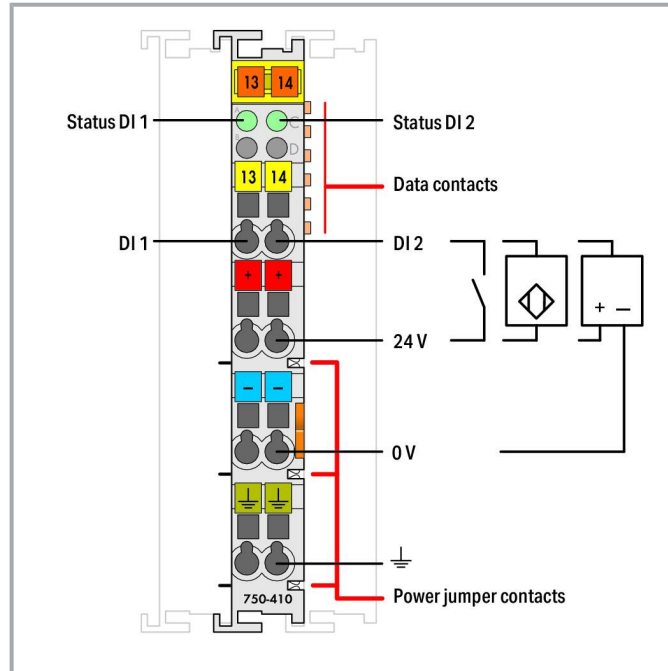 13 14
A C
Status DI 1 Status DI 2
B D
13 14
Data contacts
DI 1 DI 2
+ +
+ –
24 V
– –
0 V
750-410
Power jumper contacts